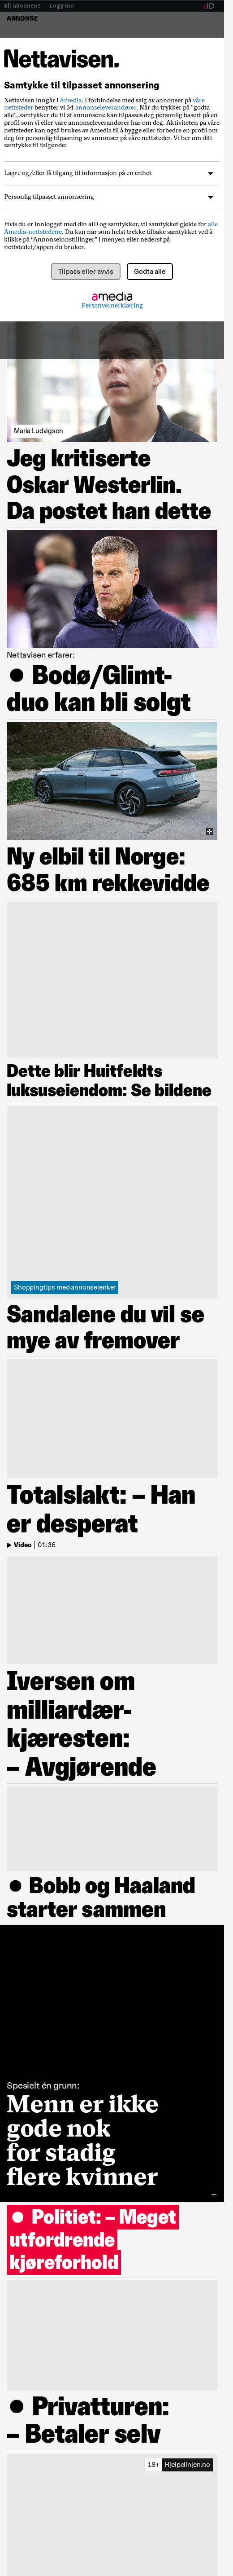 Bli abonnent | Logg inn
aID
ANNONSE
Nettavisen.
Samtykke til tilpasset annonsering
Nettavisen inngår i Amedia. I forbindelse med salg av annonser på våre
nettsteder benytter vi 34 annonseleverandører. Når du trykker på "godta
alle", samtykker du til at annonsene kan tilpasses deg personlig basert på en
profil som vi eller våre annonseleverandører har om deg. Aktivitetene på våre
nettsteder kan også brukes av Amedia til å bygge eller forbedre en profil om
deg for personlig tilpasning av annonser på våre nettsteder. Vi ber om ditt
samtykke til følgende:
Lagre og/eller få tilgang til informasjon på en enhet
Personlig tilpasset annonsering
Hvis du er innlogget med din aID og samtykker, vil samtykket gjelde for alle
Amedia-nettstedene. Du kan når som helst trekke tilbake samtykket ved å
klikke på “Annonseinnstillinger” i menyen eller nederst på
nettstedet/appen du bruker.
Tilpass eller avvis
Godta alle
amedia
Personvernerklæring
Maria Ludvigsen
Jeg kritiserte
Oskar Westerlin.
Da postet han dette
Nettavisen erfarer:
● Bodø/Glimt-
duo kan bli solgt
Ny elbil til Norge:
685 km rekkevidde
Dette blir Huitfeldts
luksuseiendom: Se bildene
Shoppingtips med annonselenker
Sandalene du vil se
mye av fremover
Totalslakt: – Han
er desperat
Video | 01:36
Iversen om
milliardær-
kjæresten:
– Avgjørende
● Bobb og Haaland
starter sammen
Spesielt én grunn:
Menn er ikke
gode nok
for stadig
flere kvinner
+
● Politiet: – Meget
utfordrende
kjøreforhold
● Privatturen:
– Betaler selv
18+ Hjelpelinjen.no